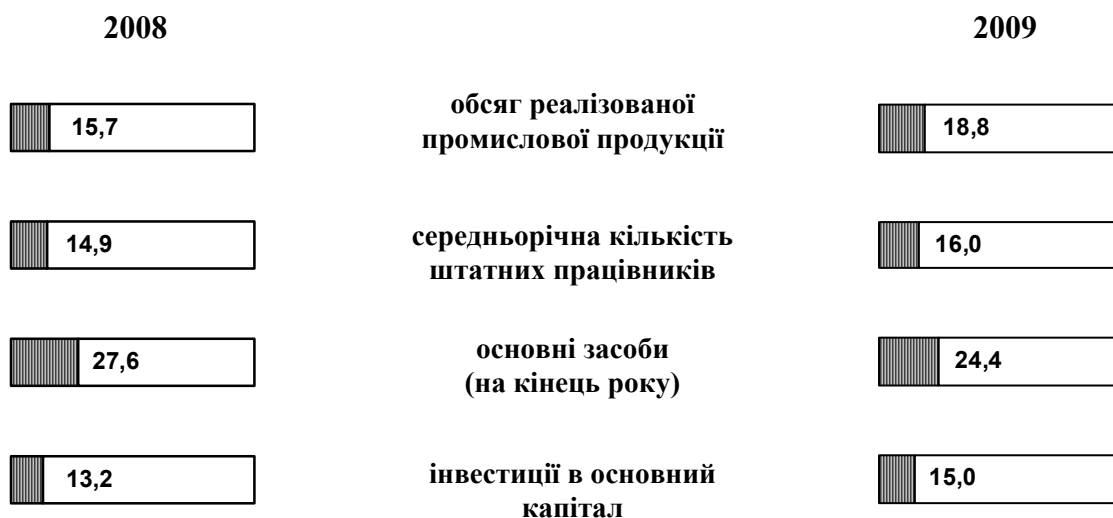 2008 2009
15,7 обсяг реалізованої 18,8
промислової продукції
14,9 середньорічна кількість 16,0
штатних працівників
27,6 основні засоби 24,4
(на кінець року)
13,2 інвестиції в основний 15,0
капітал